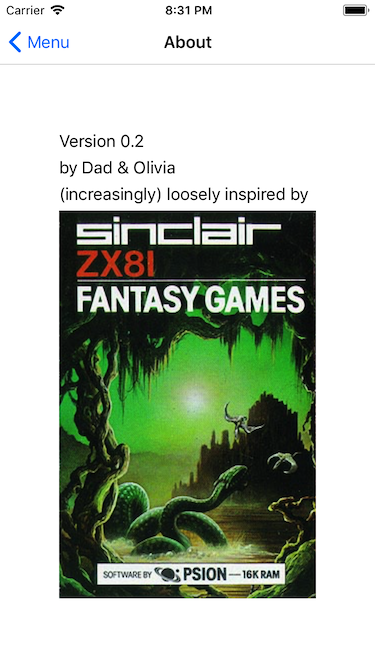 Carrier 8:31 PM
Menu About
Version 0.2
by Dad & Olivia
(increasingly) loosely inspired by
sinclair
ZX81
FANTASY GAMES
SOFTWARE BY PSION — 16K RAM